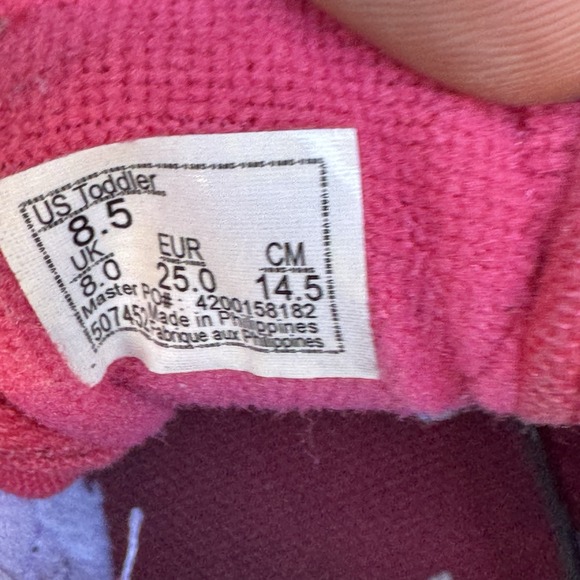 US Toddler
8.5
UK EUR CM
8.0 25.0 14.5
Master PO#: 4200158182
507452 Made in Philippines
Fabrique aux Philippines